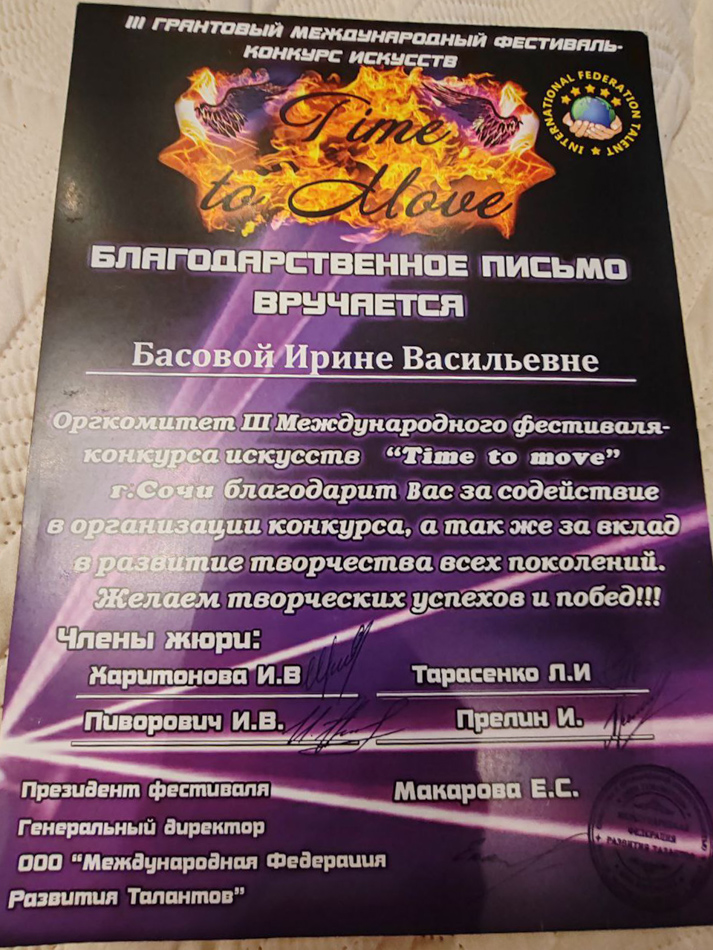 III ГРАНТОВЫЙ МЕЖДУНАРОДНЫЙ ФЕСТИВАЛЬ-
КОНКУРС ИСКУССТВ
INTERNATIONAL FEDERATION TALENT
Time
to Move
БЛАГОДАРСТВЕННОЕ ПИСЬМО
ВРУЧАЕТСЯ
Басовой Ирине Васильевне
Оргкомитет III Международного фестиваля-
конкурса искусств “Time to move”
г.Сочи благодарит Вас за содействие
в организации конкурса, а так же за вклад
в развитие творчества всех поколений.
Желаем творческих успехов и побед!!!
Члены жюри:
Харитонова И.В Тарасенко Л.И
Пиворович И.В. Прелин И.
Президент фестиваля Макарова Е.С.
Генеральный директор
ООО “Международная Федерация
Развития Талантов”
ФЕДЕРАЦИЯ
РАЗВИТИЯ ТАЛАНТОВ